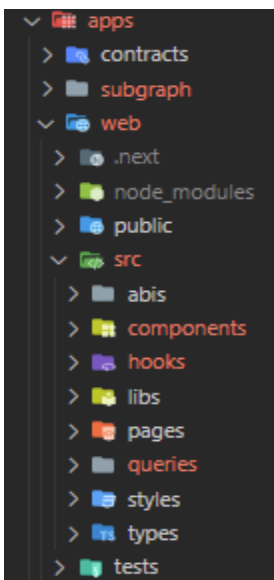 apps
contracts
subgraph
web
.next
node_modules
public
src
abis
components
hooks
libs
pages
queries
styles
types
tests